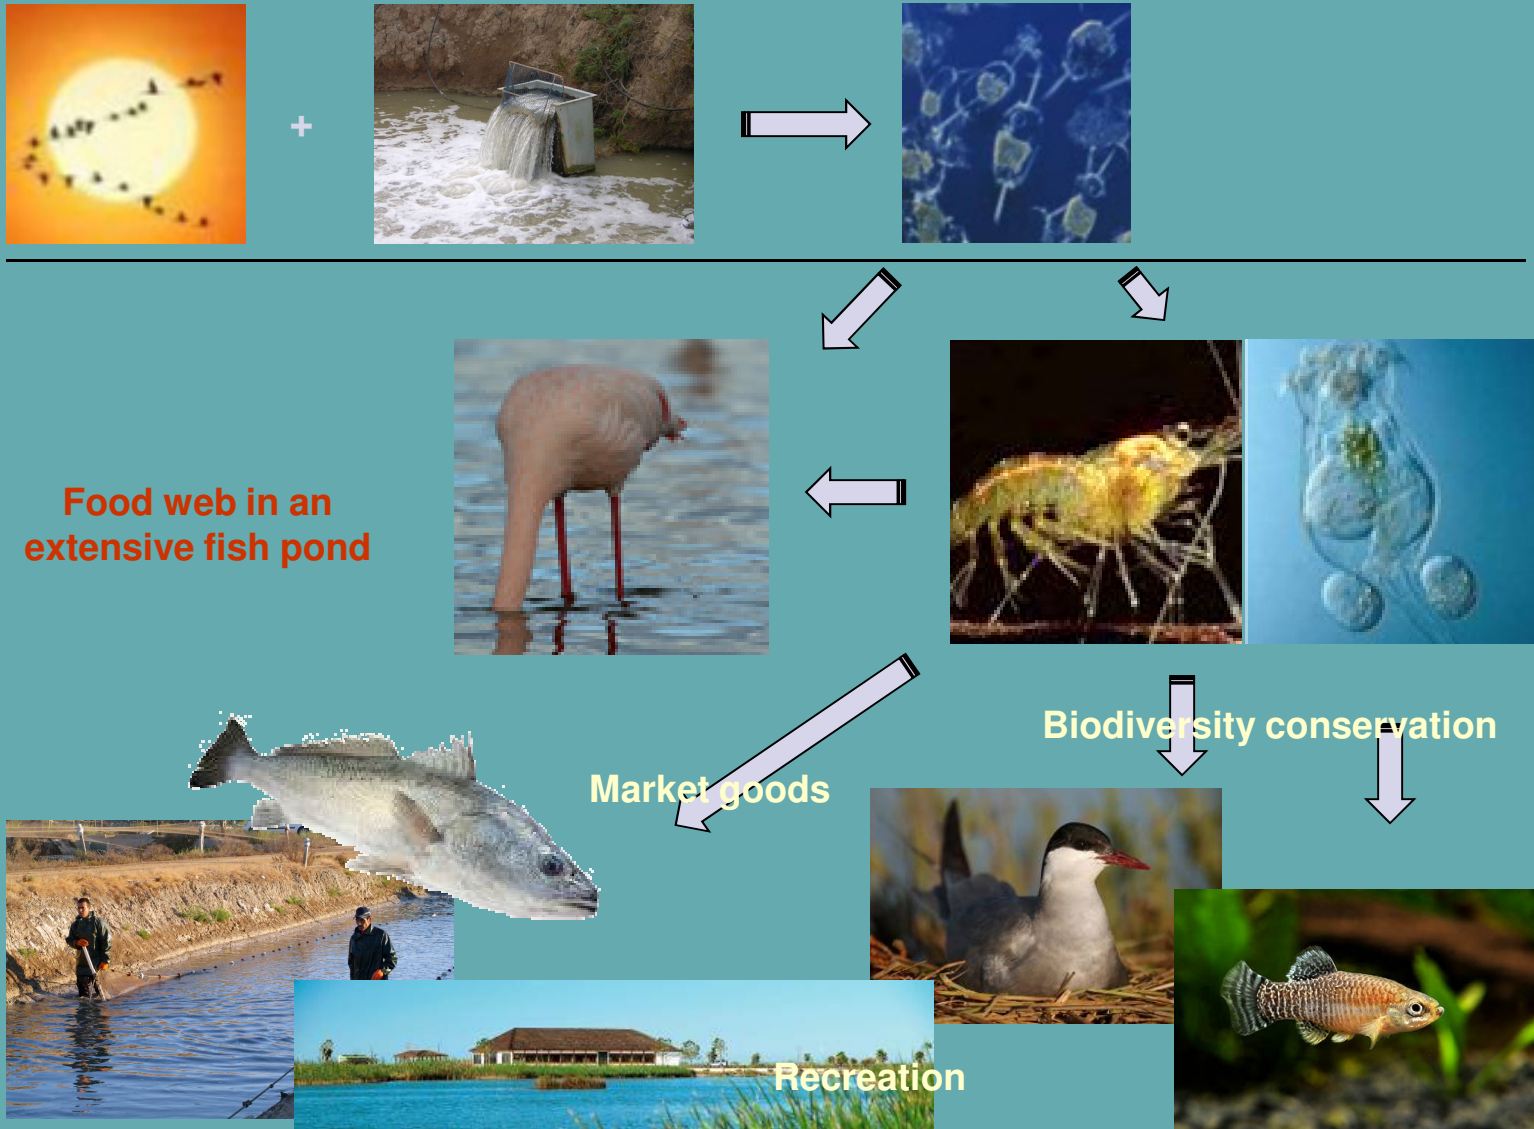 +
Food web in an
extensive fish pond
Biodiversity conservation
Market goods
Recreation